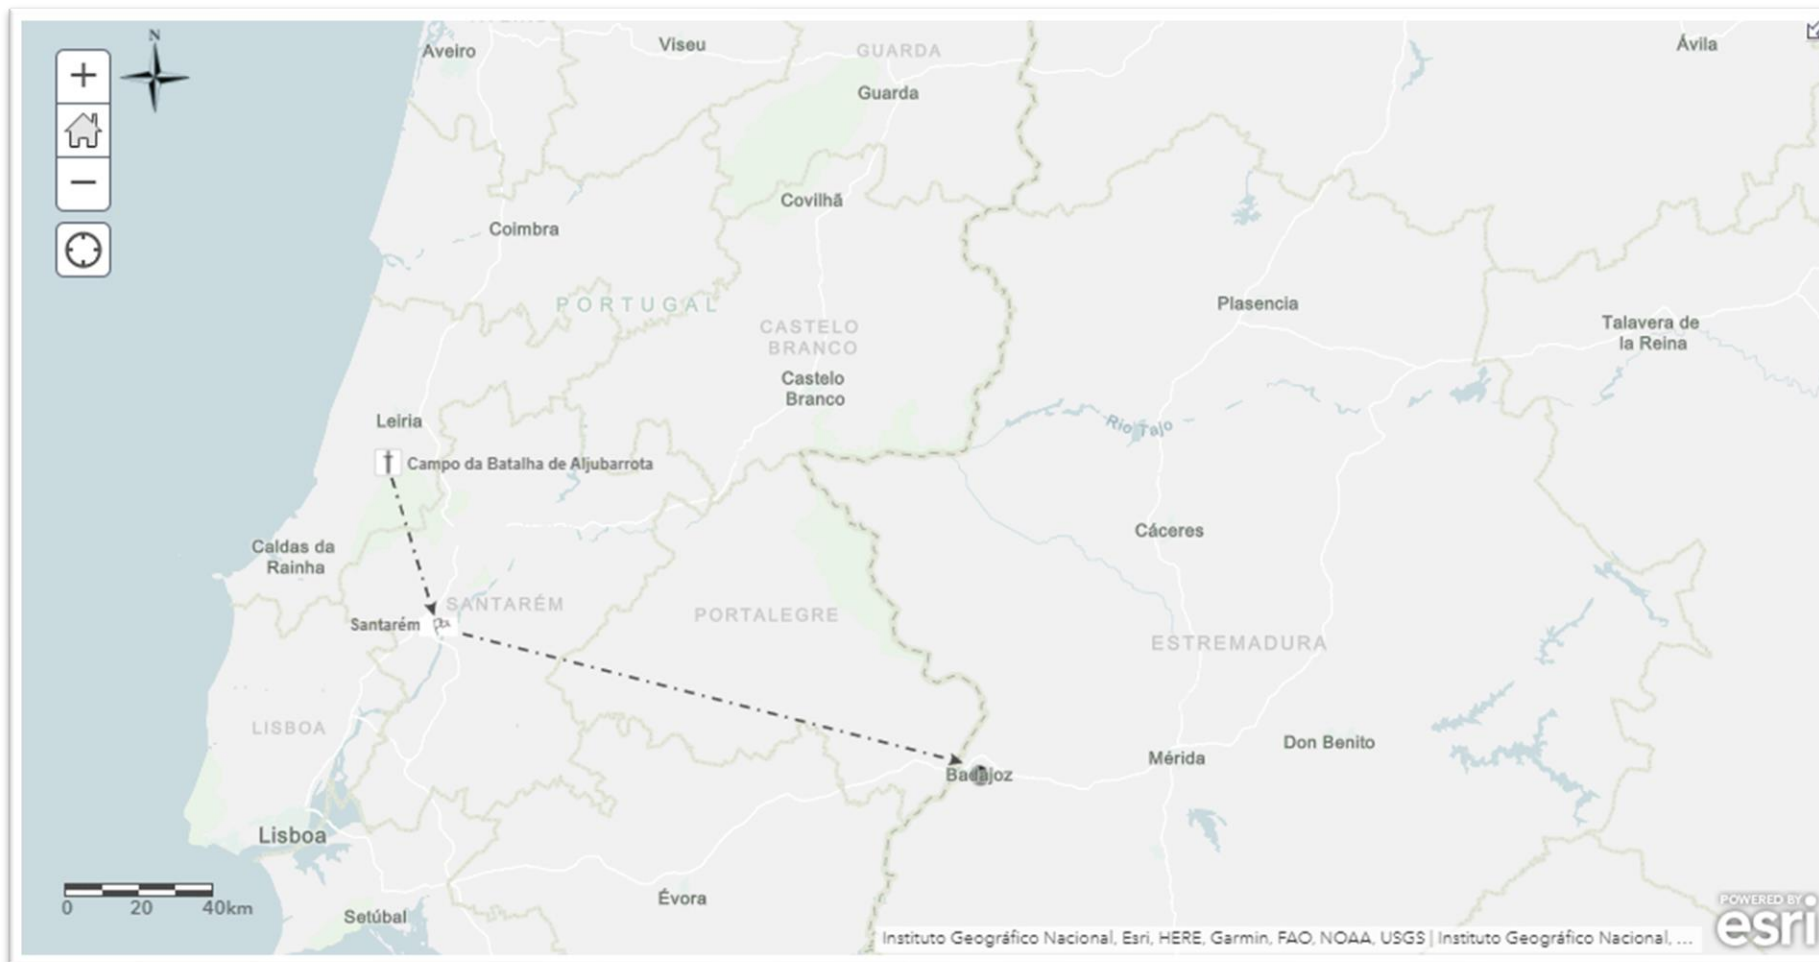 N
Aveiro
Viseu
GUARDA
Ávila
Guarda
Covilhã
Coimbra
PORTUGAL
Plasencia
CASTELO
BRANCO
Talavera de
la Reina
Castelo
Branco
Leiria
Río Tajo
Campo da Batalha de Aljubarrota
Cáceres
Caldas da
Rainha
SANTARÉM
PORTALEGRE
Santarém
ESTREMADURA
LISBOA
Don Benito
Mérida
Badajoz
Lisboa
Évora
0 20 40km
Setúbal
POWERED BY
esri
Instituto Geográfico Nacional, Esri, HERE, Garmin, FAO, NOAA, USGS | Instituto Geográfico Nacional, ...